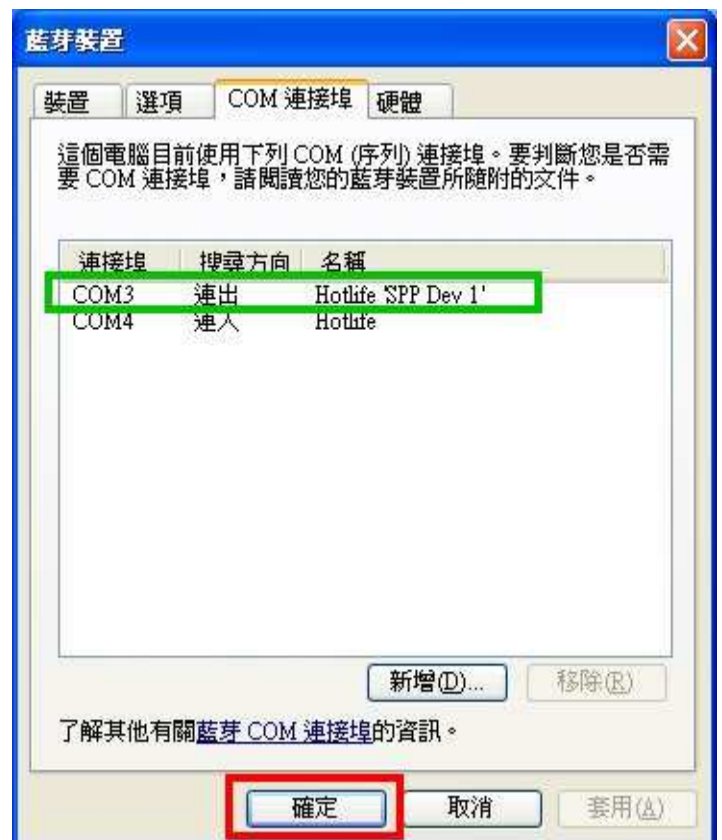 藍芽裝置
裝置 選項 COM 連接埠 硬體
這個電腦目前使用下列 COM (序列) 連接埠。要判斷您是否需
要 COM 連接埠，請閱讀您的藍芽裝置所隨附的文件。
連接埠 搜尋方向 名稱
COM3 連出 Hotlife 'SPP Dev 1'
COM4 連入 Hotlife
新增(D)... 移除(R)
了解其他有關藍芽 COM 連接埠的資訊。
確定 取消 套用(A)